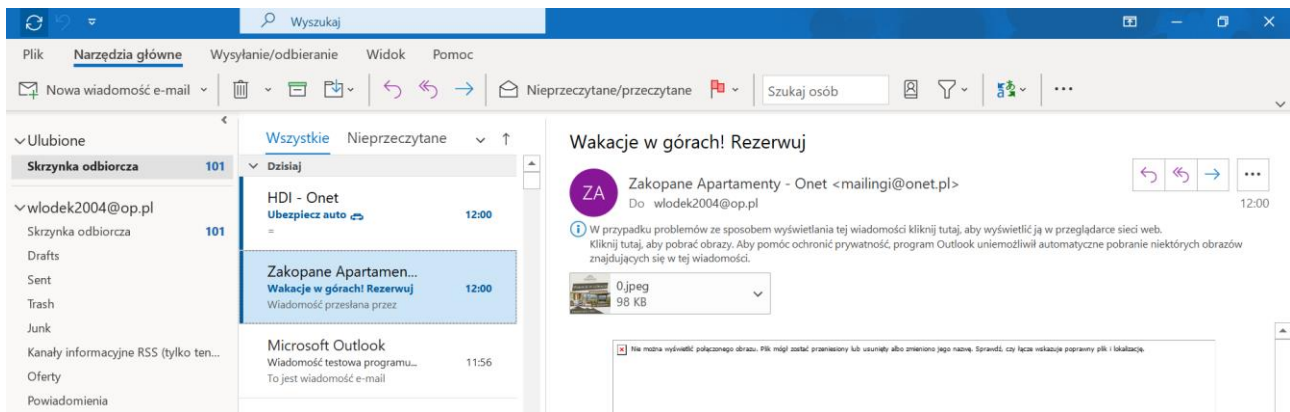 Wyszukaj
Plik Narzędzia główne Wysyłanie/odbieranie Widok Pomoc
Nowa wiadomość e-mail
Nieprzeczytane/przeczytane
Szukaj osób
Ulubione
Skrzynka odbiorcza 101
wlodek2004@op.pl
Skrzynka odbiorcza 101
Drafts
Sent
Trash
Junk
Kanały informacyjne RSS (tylko ten...
Oferty
Powiadomienia
Wszystkie Nieprzeczytane
Dzisiaj
HDI - Onet
Ubezpiecz auto 12:00
=
Zakopane Apartamen...
Wakacje w górach! Rezerwuj 12:00
Wiadomość przesłana przez
Microsoft Outlook
Wiadomość testowa programu... 11:56
To jest wiadomość e-mail
Wakacje w górach! Rezerwuj
ZA
Zakopane Apartamenty - Onet <mailingi@onet.pl>
Do wlodek2004@op.pl
12:00
W przypadku problemów ze sposobem wyświetlania tej wiadomości kliknij tutaj, aby wyświetlić ją w przeglądarce sieci web.
Kliknij tutaj, aby pobrać obrazy. Aby pomóc ochronić prywatność, program Outlook uniemożliwił automatyczne pobranie niektórych obrazów
znajdujących się w tej wiadomości.
0.jpeg
98 KB
Nie można wyświetlić połączonego obrazu. Plik mógł zostać przeniesiony lub usunięty albo zmieniono jego nazwę. Sprawdź, czy łącze wskazuje poprawny plik i lokalizację.